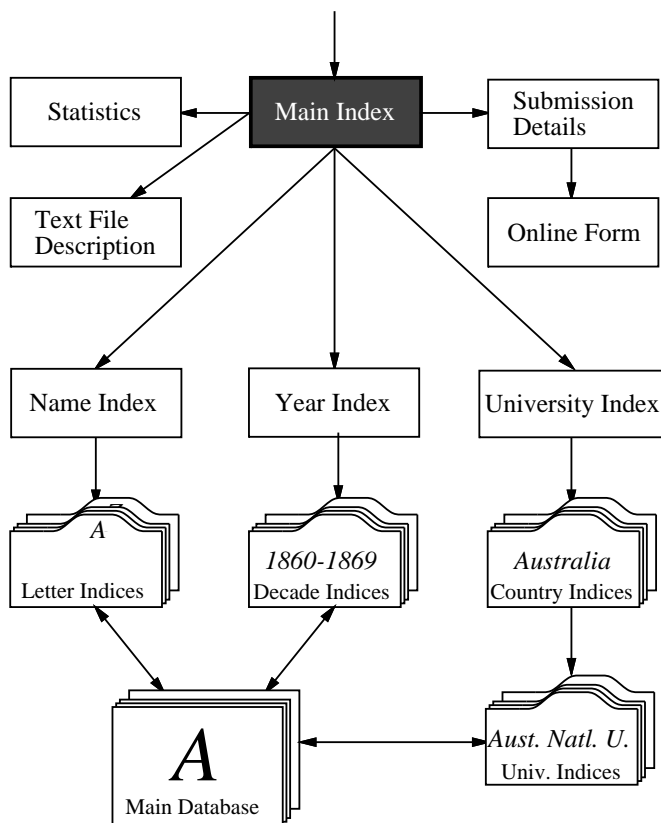 Statistics
Main Index
Submission
Details
Text File
Description
Online Form
Name Index
Year Index
University Index
A
Letter Indices
1860-1869
Decade Indices
Australia
Country Indices
A
Main Database
Aust. Natl. U.
Univ. Indices